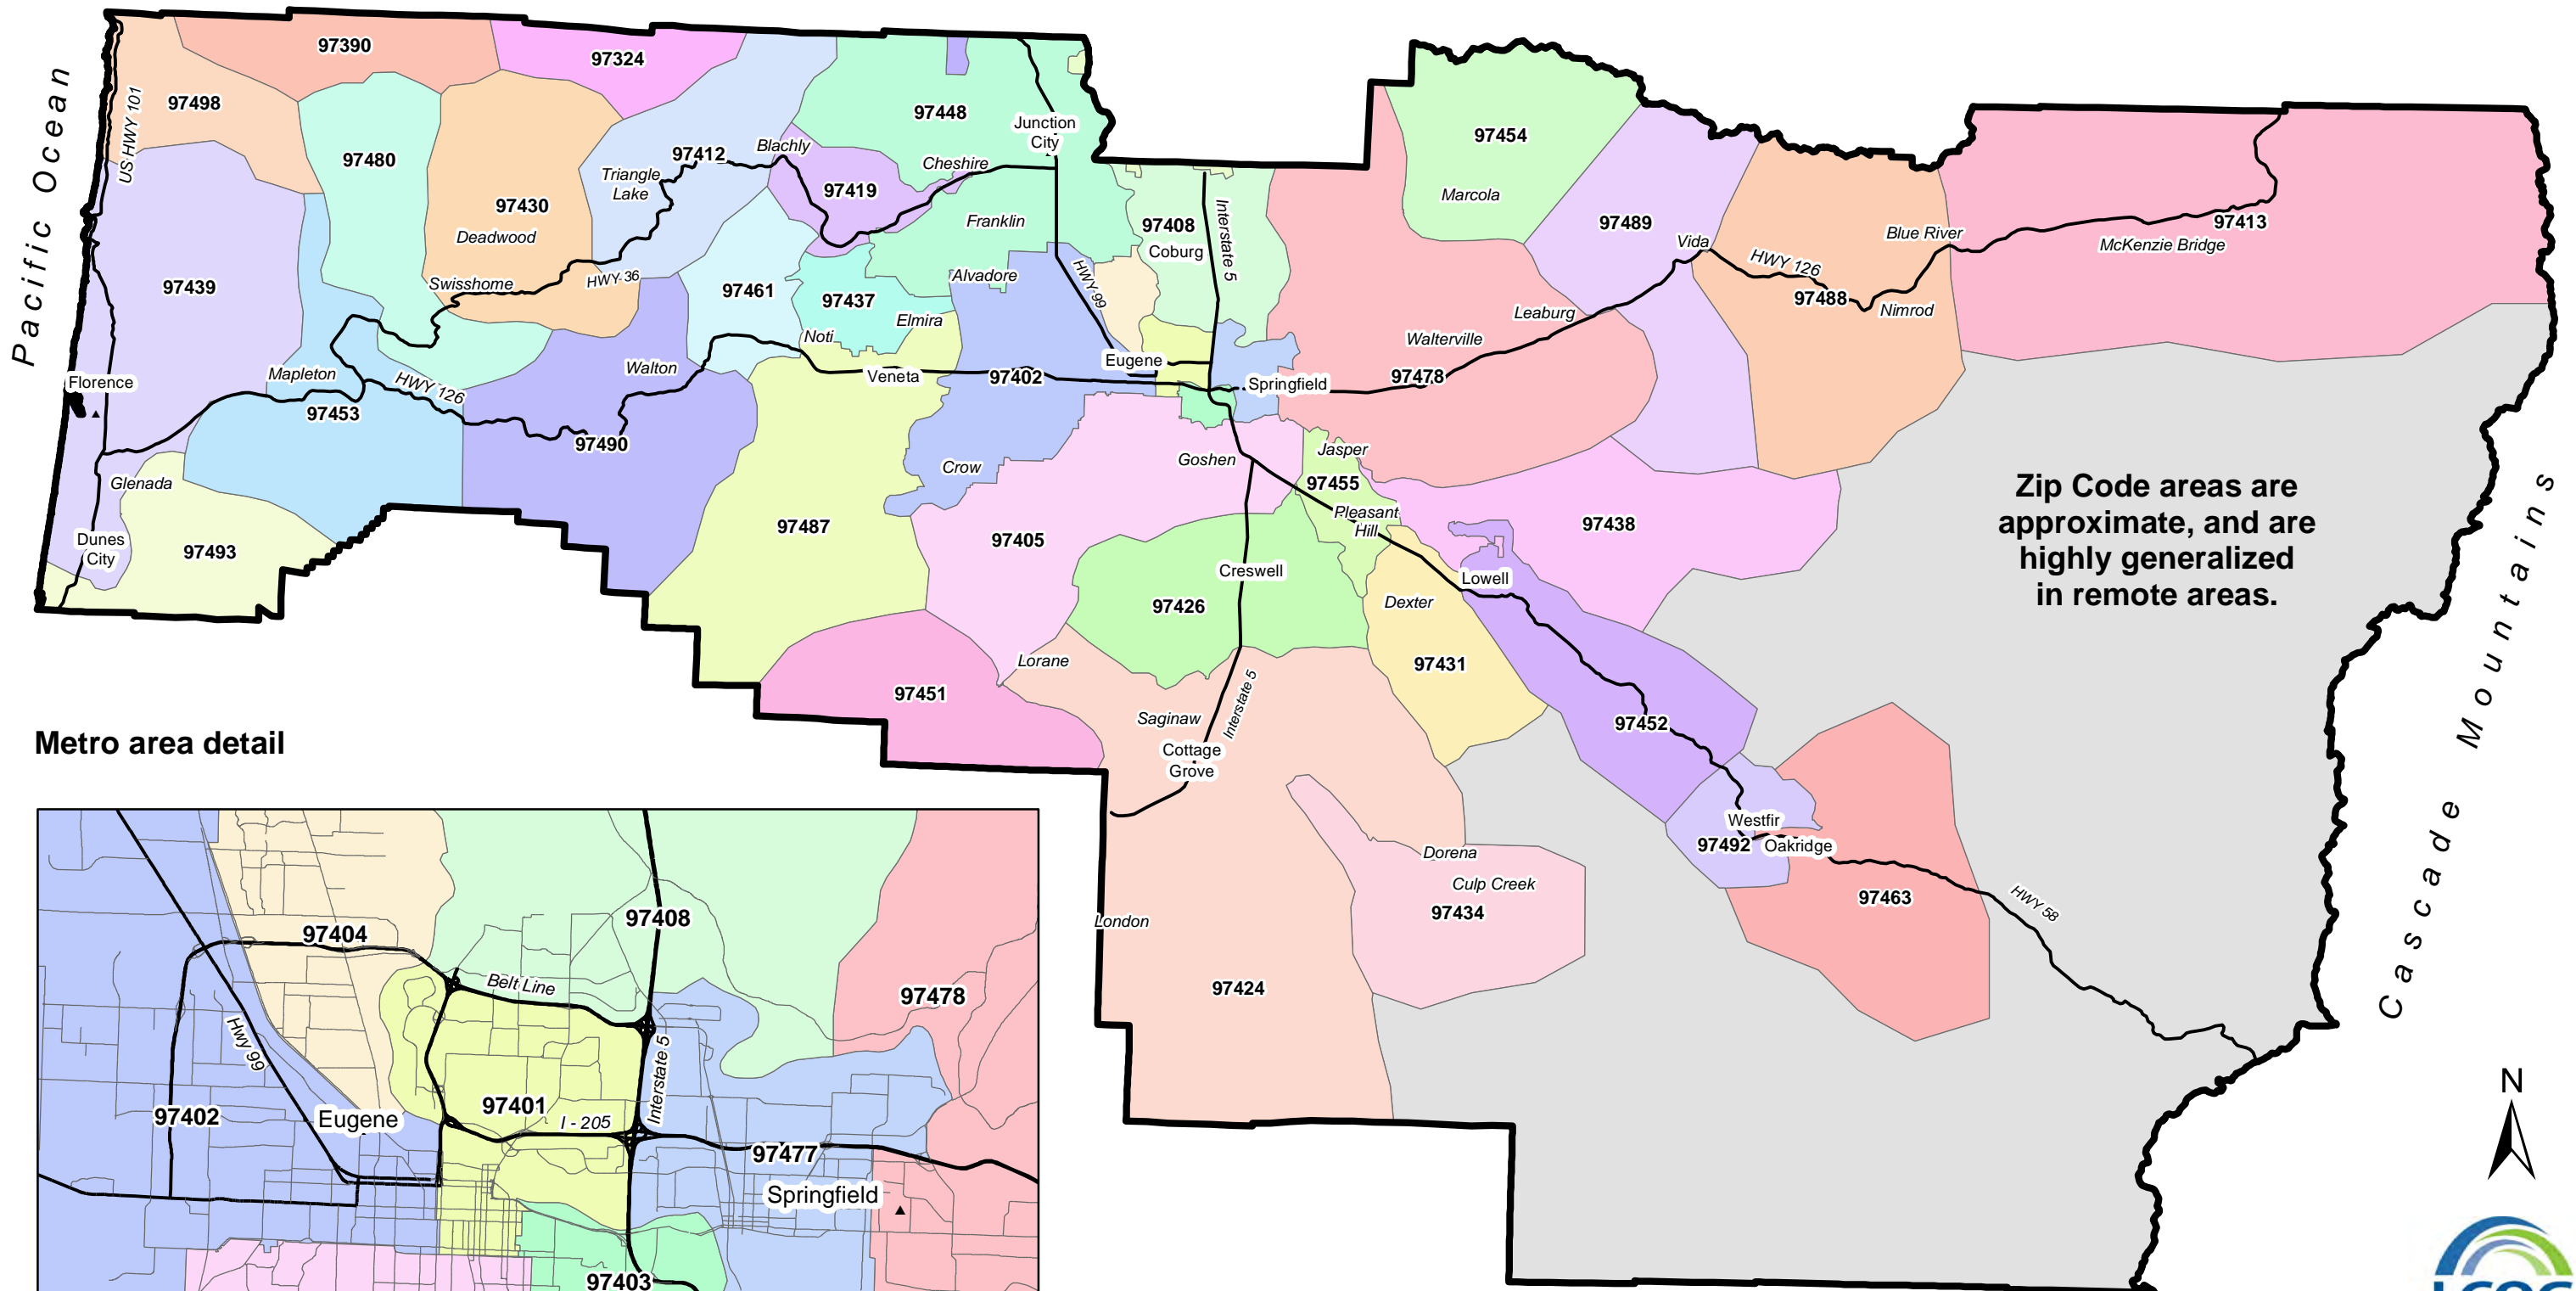 97390
97324
97498
US HWY 101
Pacific Ocean
97480
97430
Deadwood
97412
Triangle
Lake
Blachly
97419
97448
Cheshire
Junction
City
Franklin
97408
Coburg
Interstate 5
97454
Marcola
97489
Vida
Blue River
97413
McKenzie Bridge
HWY 126
97488
Nimrod
97439
Swisshome
HWY 36
97461
97437
Elmira
Noti
Alvadore
HWY 99
Leaburg
Walterville
97478
Florence
Mapleton
97453
HWY 126
Walton
97490
Veneta
97402
Eugene
Springfield
Glenada
Dunes
City
97493
97487
Crow
Goshen
Jasper
97455
Pleasant
Hill
97405
Creswell
97426
97438
Lowell
Dexter
97431
Zip Code areas are
approximate, and are
highly generalized
in remote areas.
Cascade Mountains
Lorane
97451
Saginaw
Interstate 5
Cottage
Grove
97452
Westfir
97492
Oakridge
97463
HWY 58
Dorena
Culp Creek
97434
London
97424
N
LCOG
Metro area detail
97404
97408
Belt Line
97478
Hwy 99
Interstate 5
97402
Eugene
97401
I - 205
97477
Springfield
97403